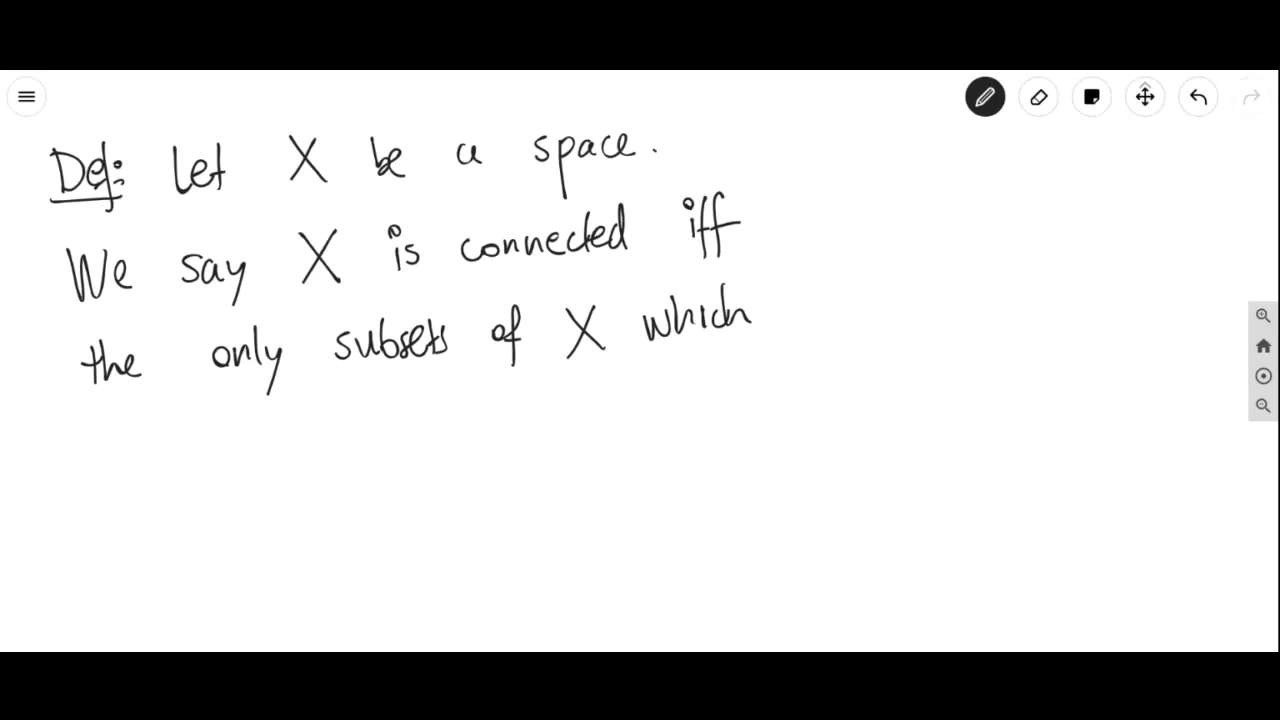 Def: Let X be a space.
We say X is connected iff
the only subsets of X which